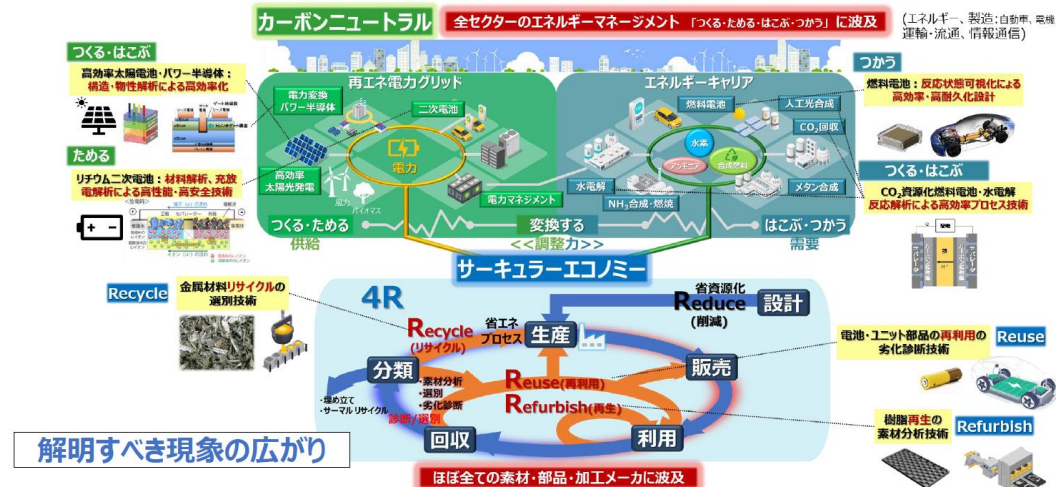 カーボンニュートラル
全セクターのエネルギーマネージメント 「つくる・ためる・はこぶ・つかう」に波及
(エネルギー、製造:自動車、電機
運輸・流通、情報通信)
つくる・はこぶ
高効率太陽電池・パワー半導体:
構造・物性解析による高効率化
ためる
リチウム二次電池:材料解析、充放
電解析による高性能・高安全技術
再エネ電力グリッド
電力変換
パワー半導体
二次電池
電力
高効率
太陽光発電
風力
バイオマス
電力マネジメント
つくる・ためる
供給
エネルギーキャリア
燃料電池
人工光合成
CO₂回収
水素
アンモニア
合成燃料
水電解
NH₃合成・燃焼
メタン合成
変換する
<<調整力>>
はこぶ・つかう
需要
つかう
燃料電池:反応状態可視化による
高効率・高耐久化設計
つくる・はこぶ
CO₂資源化燃料電池・水電解
反応解析による高効率プロセス技術
サーキュラーエコノミー
Recycle
金属材料リサイクルの
選別技術
4R
省資源化
Reduce
(削減)
設計
Recycle
(リサイクル)
省エネ
プロセス
生産
分類
・素材分析
・選別
・劣化診断
診断/選別
・埋め立て
・サーマルリサイクル
Reuse(再利用)
Refurbish(再生)
販売
回収
利用
電池・ユニット部品の再利用の
劣化診断技術
Reuse
樹脂再生の
素材分析技術
Refurbish
解明すべき現象の広がり
ほぼ全ての素材・部品・加工メーカに波及